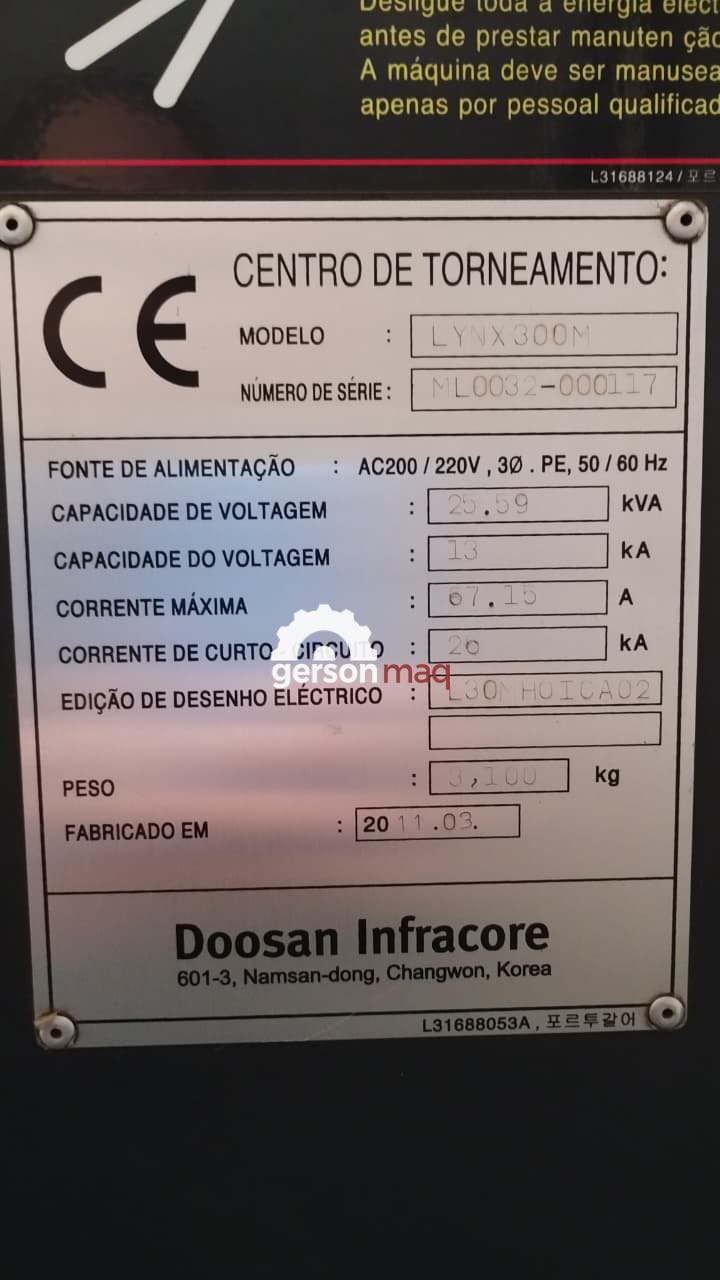 Desligue toda a energia eléct
antes de prestar manuten ção
A máquina deve ser manusea
apenas por pessoal qualificad
L31688124 / 포르
CE
CENTRO DE TORNEAMENTO:
MODELO : LYNX300M
NÚMERO DE SÉRIE : ML0032-000117
FONTE DE ALIMENTAÇÃO : AC200 / 220V , 3Ø . PE, 50 / 60 Hz
CAPACIDADE DE VOLTAGEM : 25.59 kVA
CAPACIDADE DO VOLTAGEM : 13 kA
CORRENTE MÁXIMA : 67.15 A
CORRENTE DE CURTO - CIRCUITO : 26 kA
gersonmaq
EDIÇÃO DE DESENHO ELÉCTRICO :
PESO : 3,100 kg
FABRICADO EM : 2011.03.
Doosan Infracore
601-3, Namsan-dong, Changwon, Korea
L31688053A , 포르투갈어